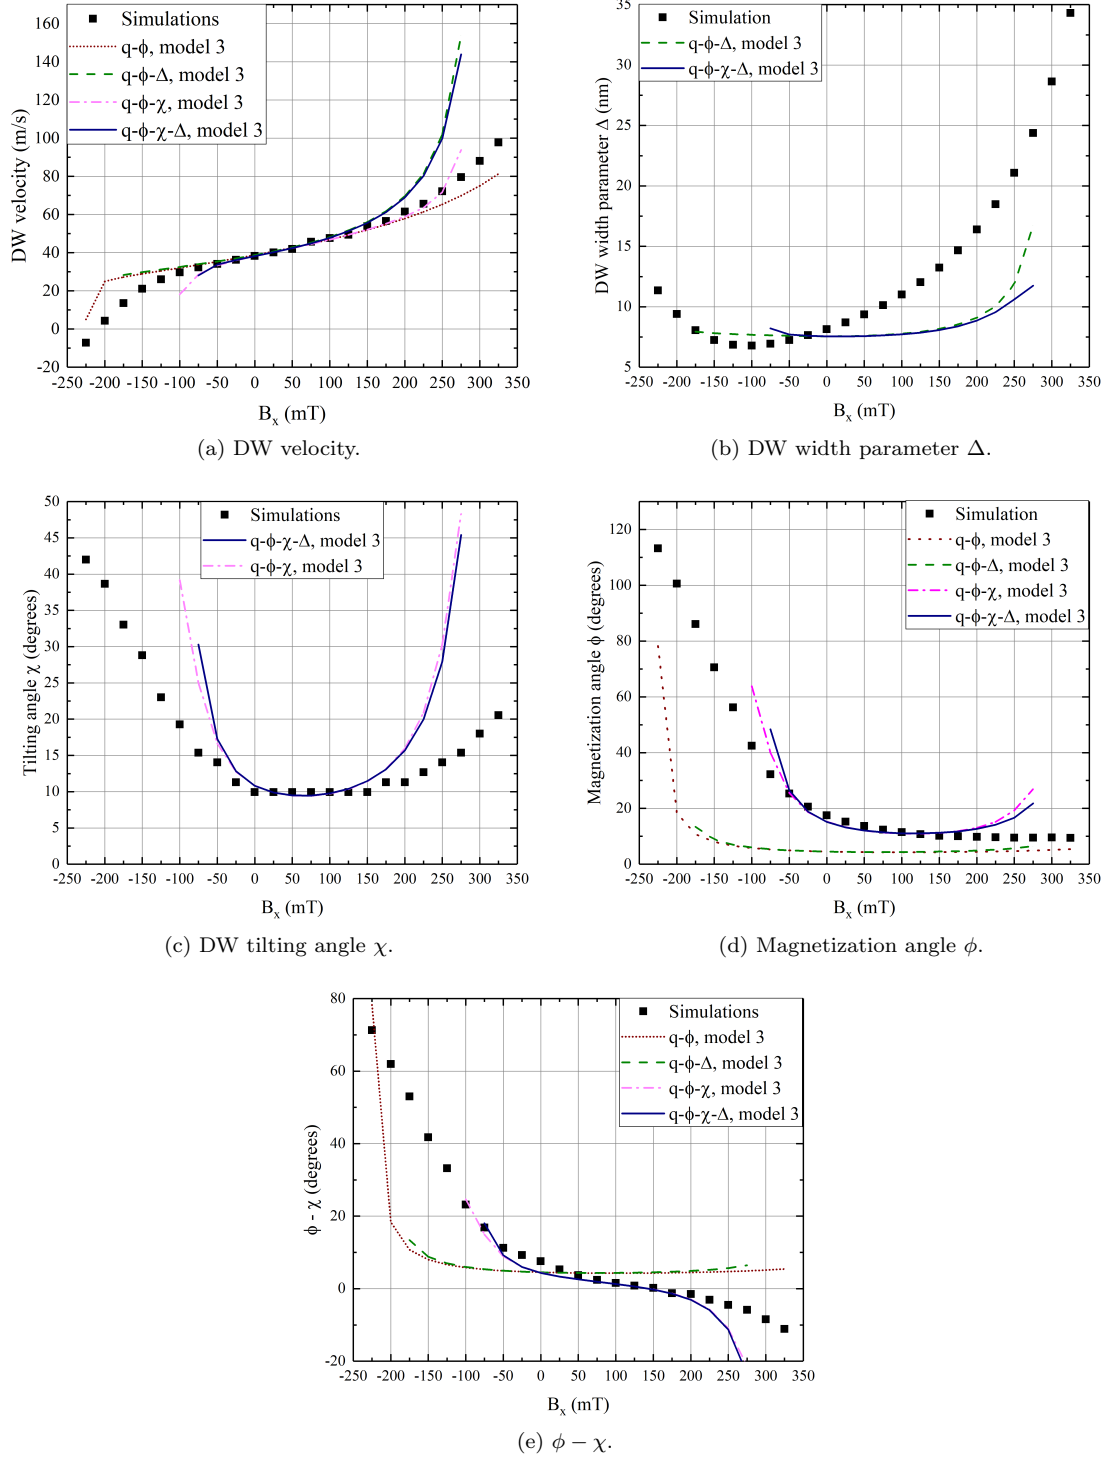 160
140
120
100
80
60
40
20
0
-20
DW velocity (m/s)
Simulations
q-ϕ, model 3
q-ϕ-Δ, model 3
q-ϕ-χ, model 3
q-ϕ-χ-Δ, model 3
-250 -200 -150 -100 -50 0 50 100 150 200 250 300 350
Bx (mT)
(a) DW velocity.
35
30
25
20
15
10
5
DW width parameter Δ (nm)
Simulation
q-ϕ-Δ, model 3
q-ϕ-χ-Δ, model 3
-250 -200 -150 -100 -50 0 50 100 150 200 250 300 350
Bx (mT)
(b) DW width parameter Δ.
50
45
40
35
30
25
20
15
10
5
0
Tilting angle χ (degrees)
Simulations
q-ϕ-χ-Δ, model 3
q-ϕ-χ, model 3
-250 -200 -150 -100 -50 0 50 100 150 200 250 300 350
Bx (mT)
(c) DW tilting angle χ.
120
100
80
60
40
20
0
Magnetization angle ϕ (degrees)
Simulation
q-ϕ, model 3
q-ϕ-Δ, model 3
q-ϕ-χ, model 3
q-ϕ-χ-Δ, model 3
-250 -200 -150 -100 -50 0 50 100 150 200 250 300 350
Bx (mT)
(d) Magnetization angle ϕ.
80
60
40
20
0
-20
ϕ - χ (degrees)
Simulations
q-ϕ, model 3
q-ϕ-Δ, model 3
q-ϕ-χ, model 3
q-ϕ-χ-Δ, model 3
-250 -200 -150 -100 -50 0 50 100 150 200 250 300 350
Bx (mT)
(e) ϕ − χ.